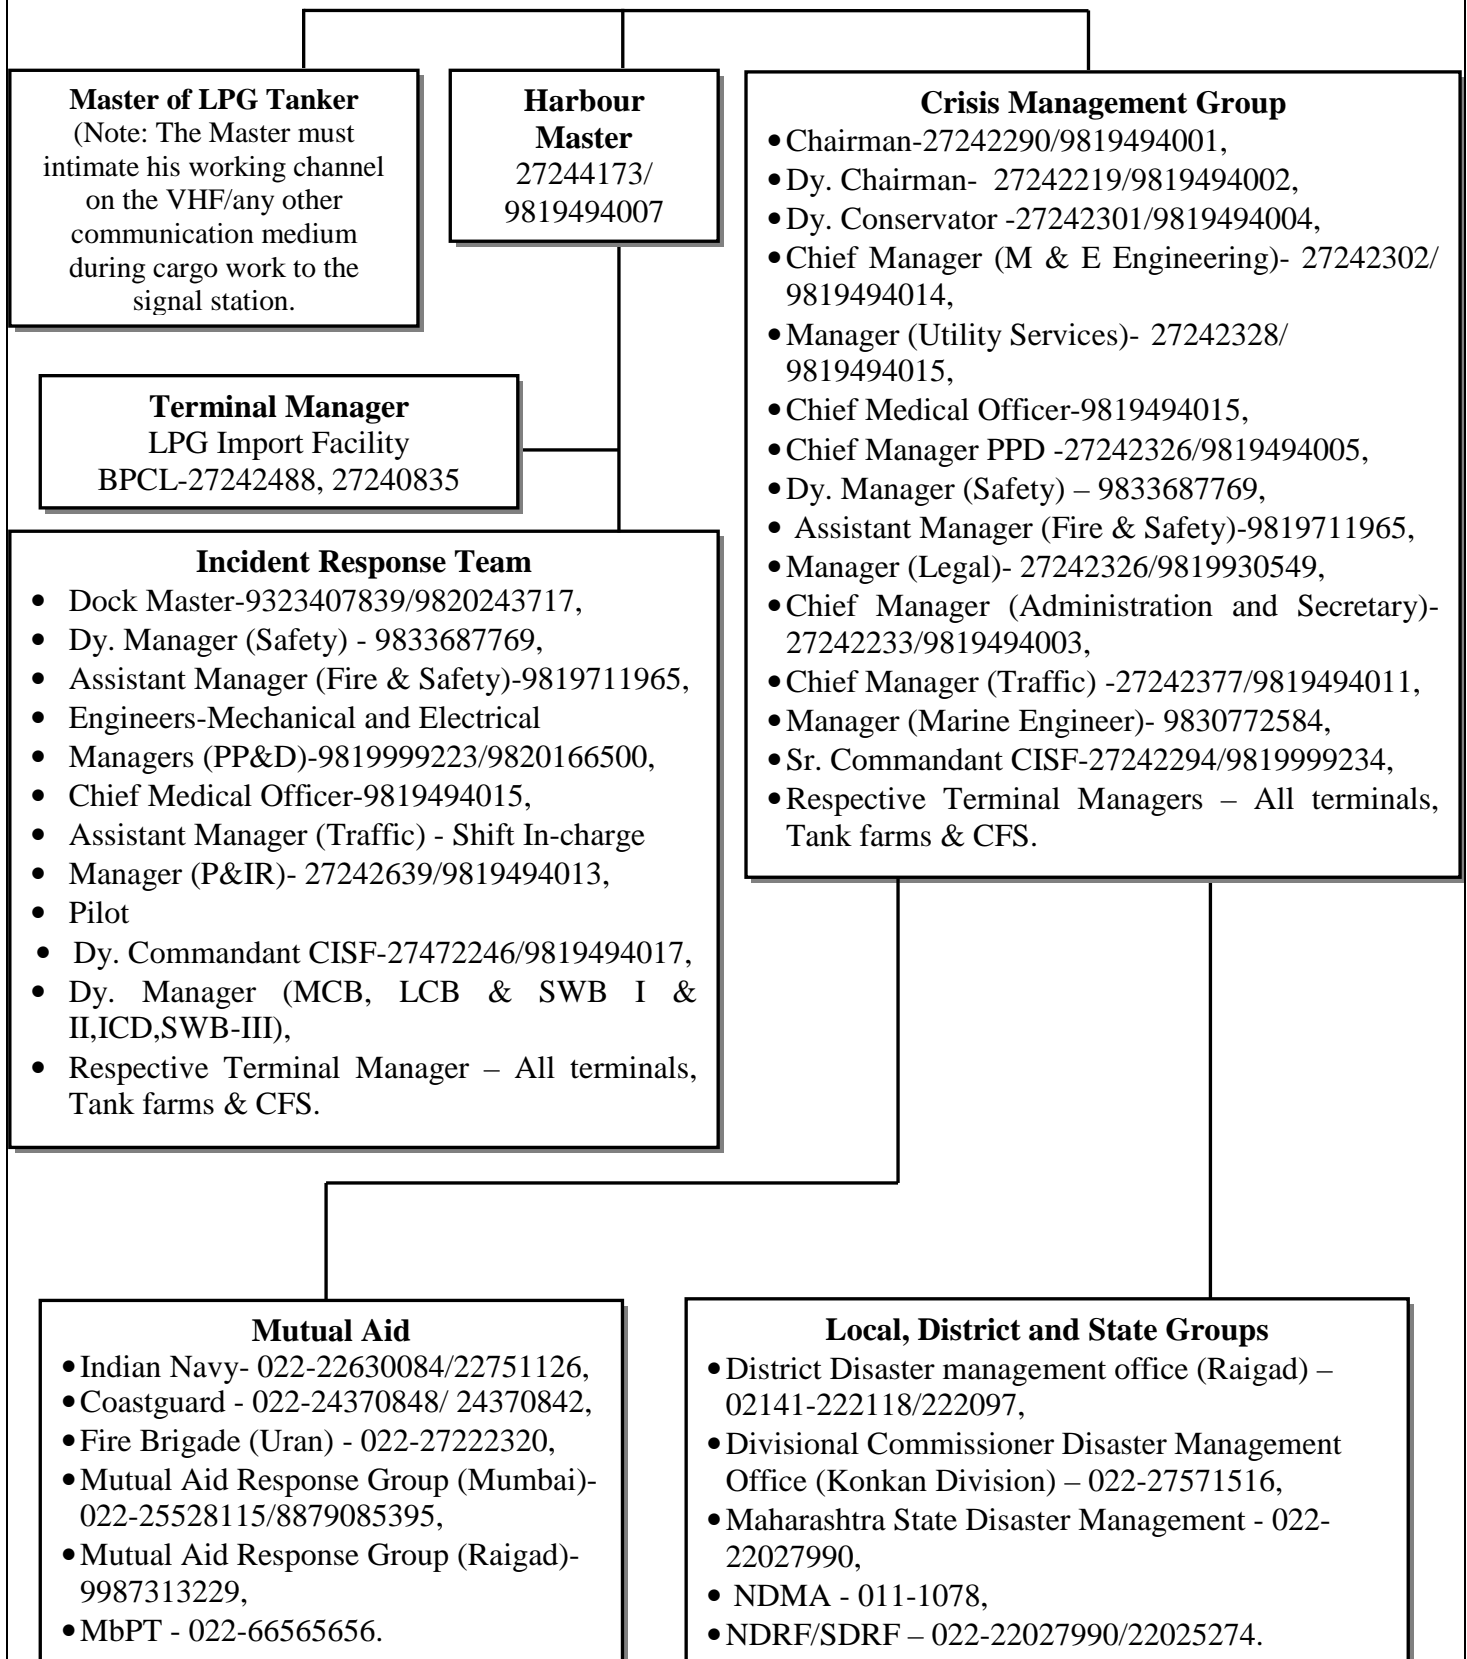 Master of LPG Tanker
(Note: The Master must
intimate his working channel
on the VHF/any other
communication medium
during cargo work to the
signal station.
Harbour
Master
27244173/
9819494007
Crisis Management Group
•Chairman-27242290/9819494001,
•Dy. Chairman- 27242219/9819494002,
•Dy. Conservator -27242301/9819494004,
•Chief Manager (M & E Engineering)- 27242302/
9819494014,
•Manager (Utility Services)- 27242328/
9819494015,
•Chief Medical Officer-9819494015,
•Chief Manager PPD -27242326/9819494005,
•Dy. Manager (Safety) – 9833687769,
• Assistant Manager (Fire & Safety)-9819711965,
•Manager (Legal)- 27242326/9819930549,
•Chief Manager (Administration and Secretary)-
27242233/9819494003,
•Chief Manager (Traffic) -27242377/9819494011,
•Manager (Marine Engineer)- 9830772584,
•Sr. Commandant CISF-27242294/9819999234,
•Respective Terminal Managers – All terminals,
Tank farms & CFS.
Terminal Manager
LPG Import Facility
BPCL-27242488, 27240835
Incident Response Team
• Dock Master-9323407839/9820243717,
• Dy. Manager (Safety) - 9833687769,
• Assistant Manager (Fire & Safety)-9819711965,
• Engineers-Mechanical and Electrical
• Managers (PP&D)-9819999223/9820166500,
• Chief Medical Officer-9819494015,
• Assistant Manager (Traffic) - Shift In-charge
• Manager (P&IR)- 27242639/9819494013,
• Pilot
• Dy. Commandant CISF-27472246/9819494017,
• Dy. Manager (MCB, LCB & SWB I &
II,ICD,SWB-III),
• Respective Terminal Manager – All terminals,
Tank farms & CFS.
Mutual Aid
•Indian Navy- 022-22630084/22751126,
•Coastguard - 022-24370848/ 24370842,
•Fire Brigade (Uran) - 022-27222320,
•Mutual Aid Response Group (Mumbai)-
022-25528115/8879085395,
•Mutual Aid Response Group (Raigad)-
9987313229,
•MbPT - 022-66565656.
Local, District and State Groups
•District Disaster management office (Raigad) –
02141-222118/222097,
•Divisional Commissioner Disaster Management
Office (Konkan Division) – 022-27571516,
•Maharashtra State Disaster Management - 022-
22027990,
• NDMA - 011-1078,
•NDRF/SDRF – 022-22027990/22025274.